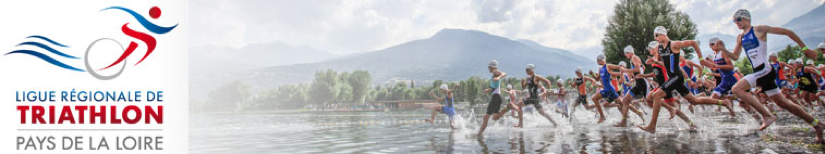 LIGUE RÉGIONALE DE
TRIATHLON
PAYS DE LA LOIRE